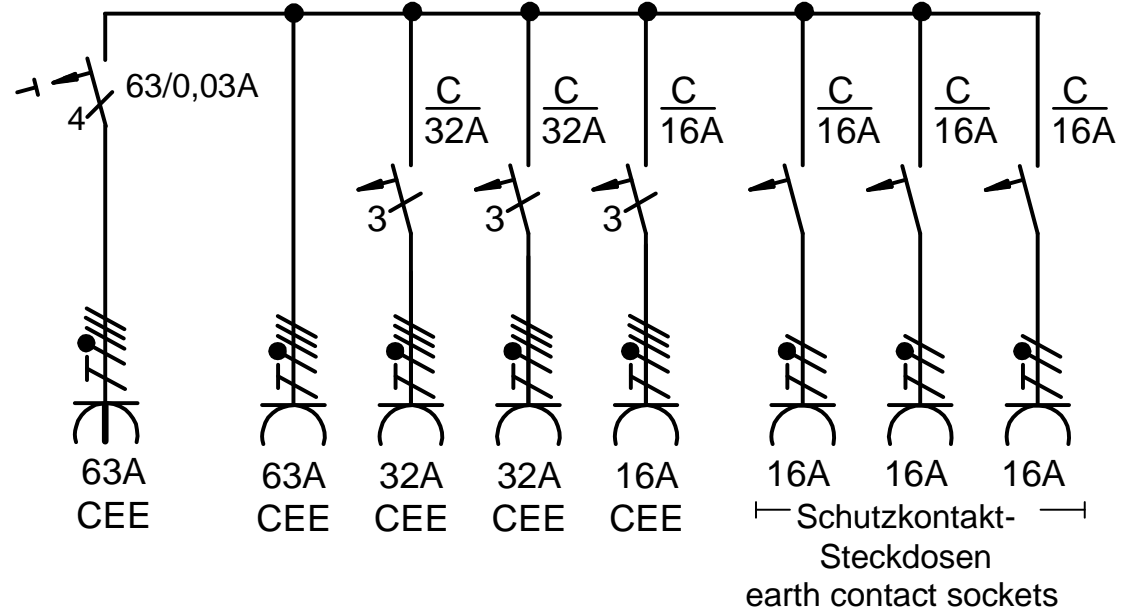 63/0,03A
4
C
32A
C
32A
C
16A
C
16A
C
16A
C
16A
3
3
3
63A
CEE
63A
CEE
32A
CEE
32A
CEE
16A
CEE
16A
16A
16A
Schutzkontakt-
Steckdosen
earth contact sockets